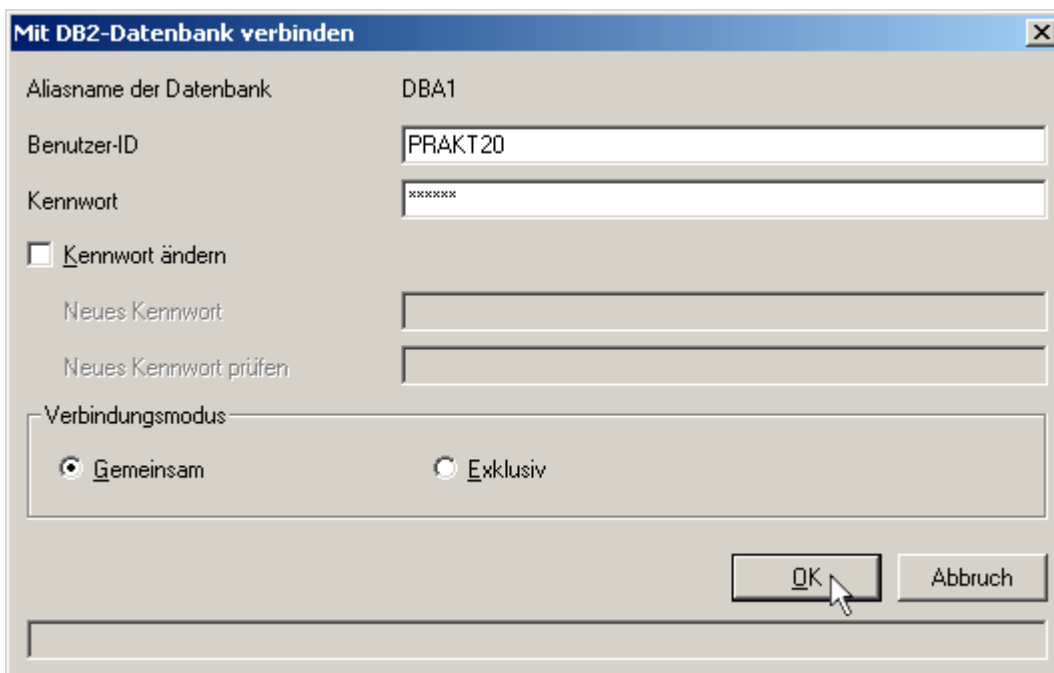 Mit DB2-Datenbank verbinden
Aliasname der Datenbank DBA1
Benutzer-ID PRAKT20
Kennwort ******
Kennwort ändern
Neues Kennwort
Neues Kennwort prüfen
Verbindungsmodus
Gemeinsam Exklusiv
OK Abbruch